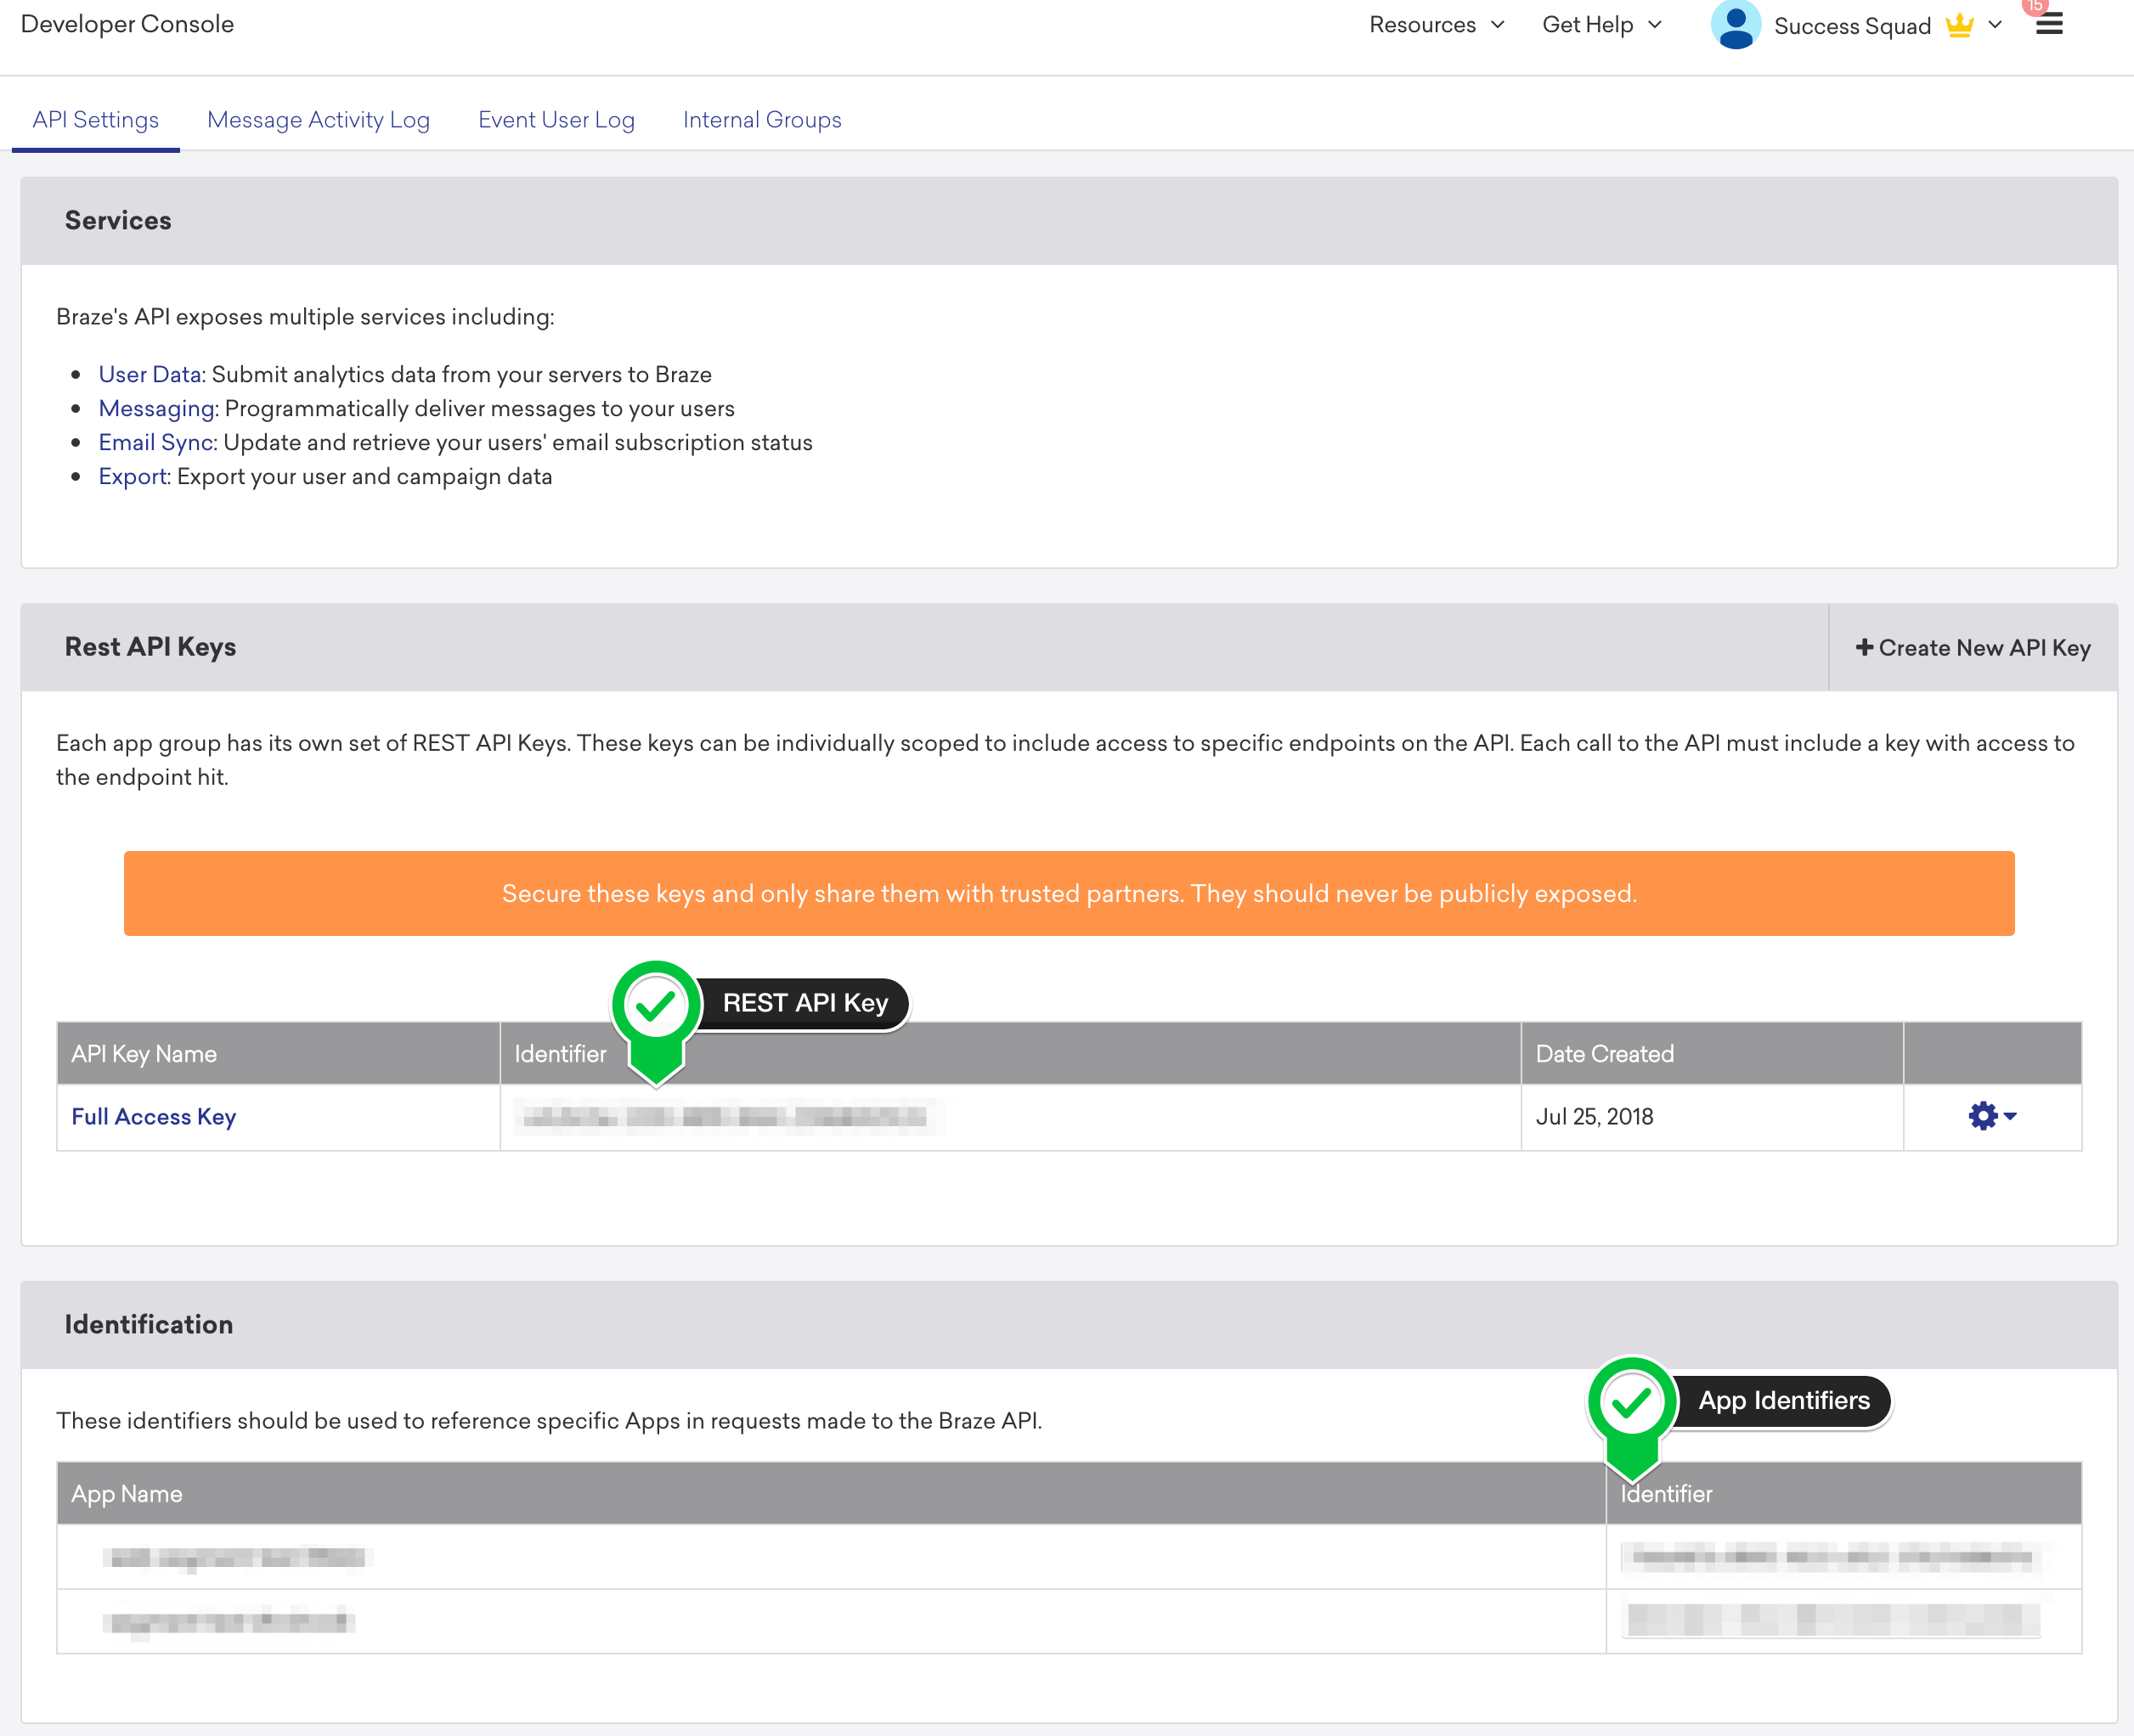 Developer Console
Resources
Get Help
Success Squad
15
API Settings
Message Activity Log
Event User Log
Internal Groups
Services
Braze's API exposes multiple services including:
User Data: Submit analytics data from your servers to Braze
Messaging: Programmatically deliver messages to your users
Email Sync: Update and retrieve your users' email subscription status
Export: Export your user and campaign data
Rest API Keys
Create New API Key
Each app group has its own set of REST API Keys. These keys can be individually scoped to include access to specific endpoints on the API. Each call to the API must include a key with access to
the endpoint hit.
Secure these keys and only share them with trusted partners. They should never be publicly exposed.
REST API Key
API Key Name
Identifier
Date Created
Full Access Key
Jul 25, 2018
Identification
App Identifiers
These identifiers should be used to reference specific Apps in requests made to the Braze API.
App Name
Identifier